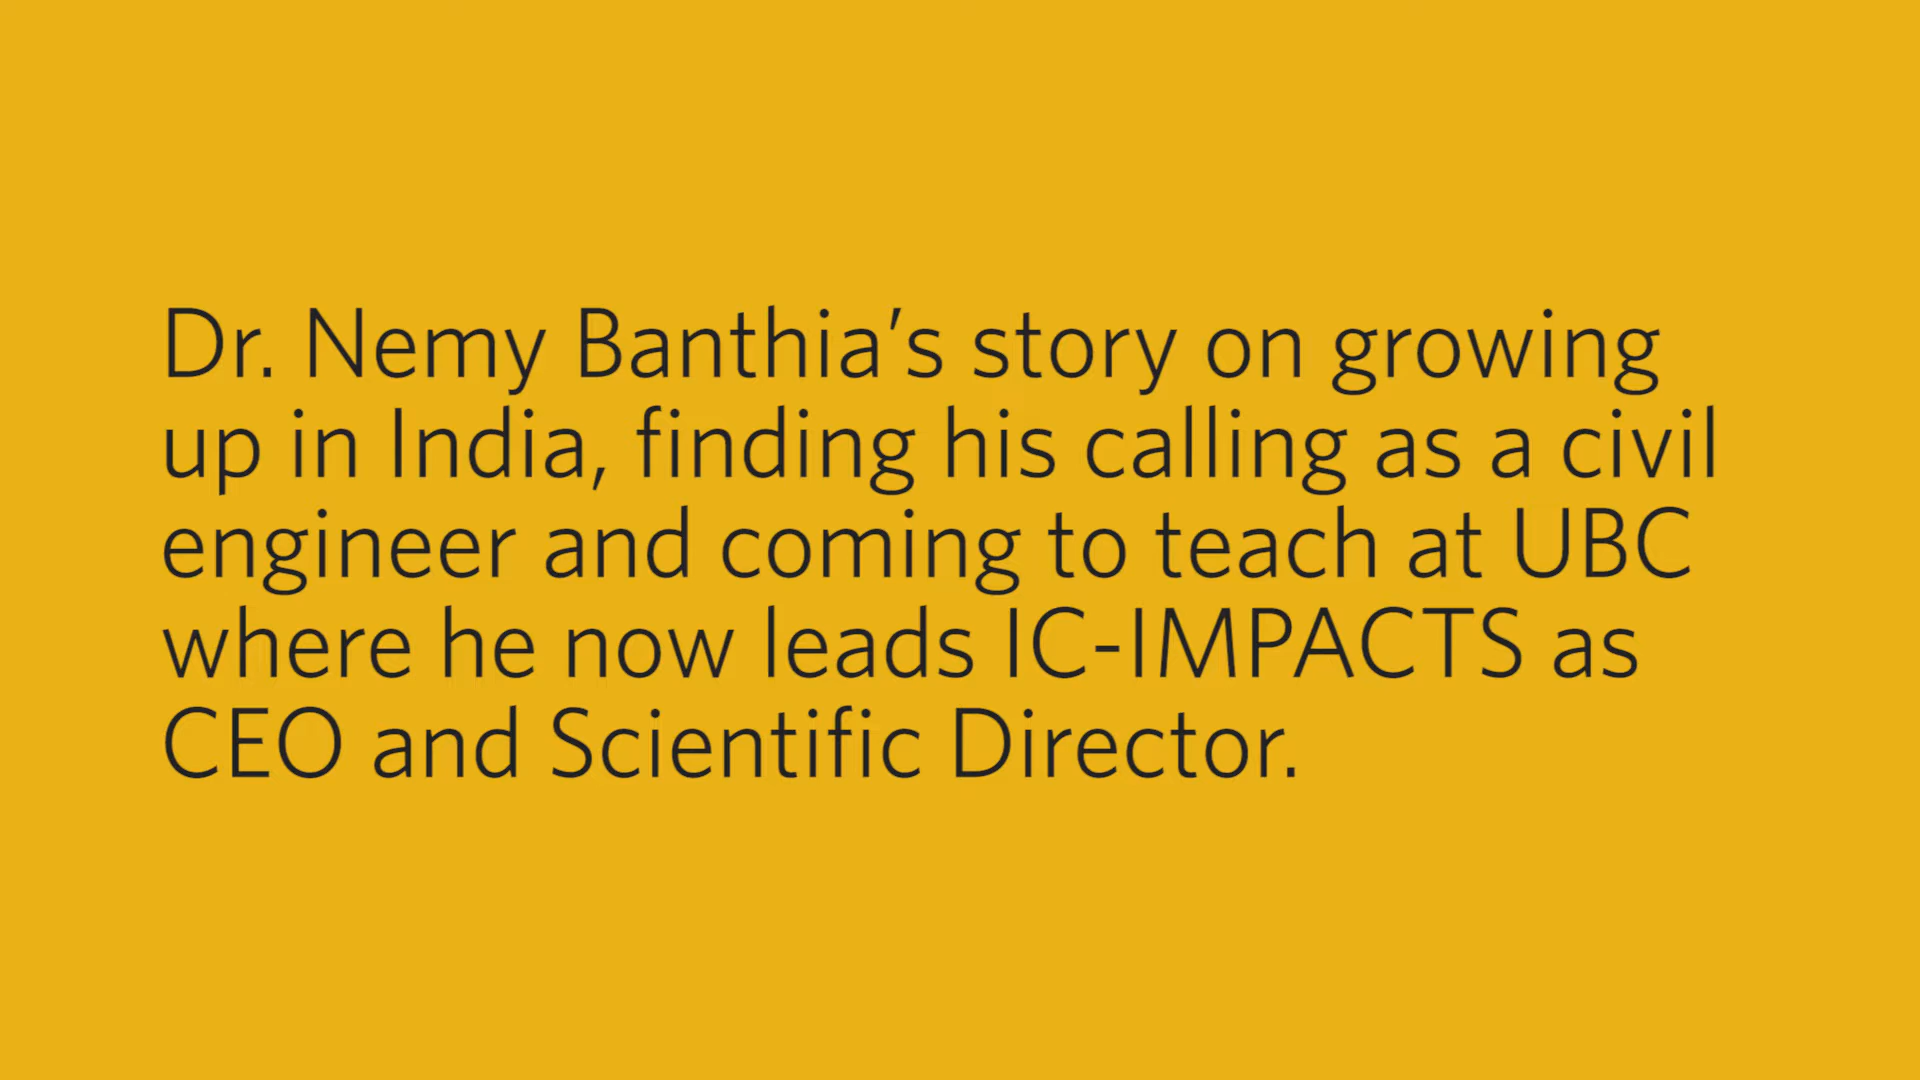 Dr. Nemy Banthia’s story on growing
up in India, finding his calling as a civil
engineer and coming to teach at UBC
where he now leads IC-IMPACTS as
CEO and Scientific Director.